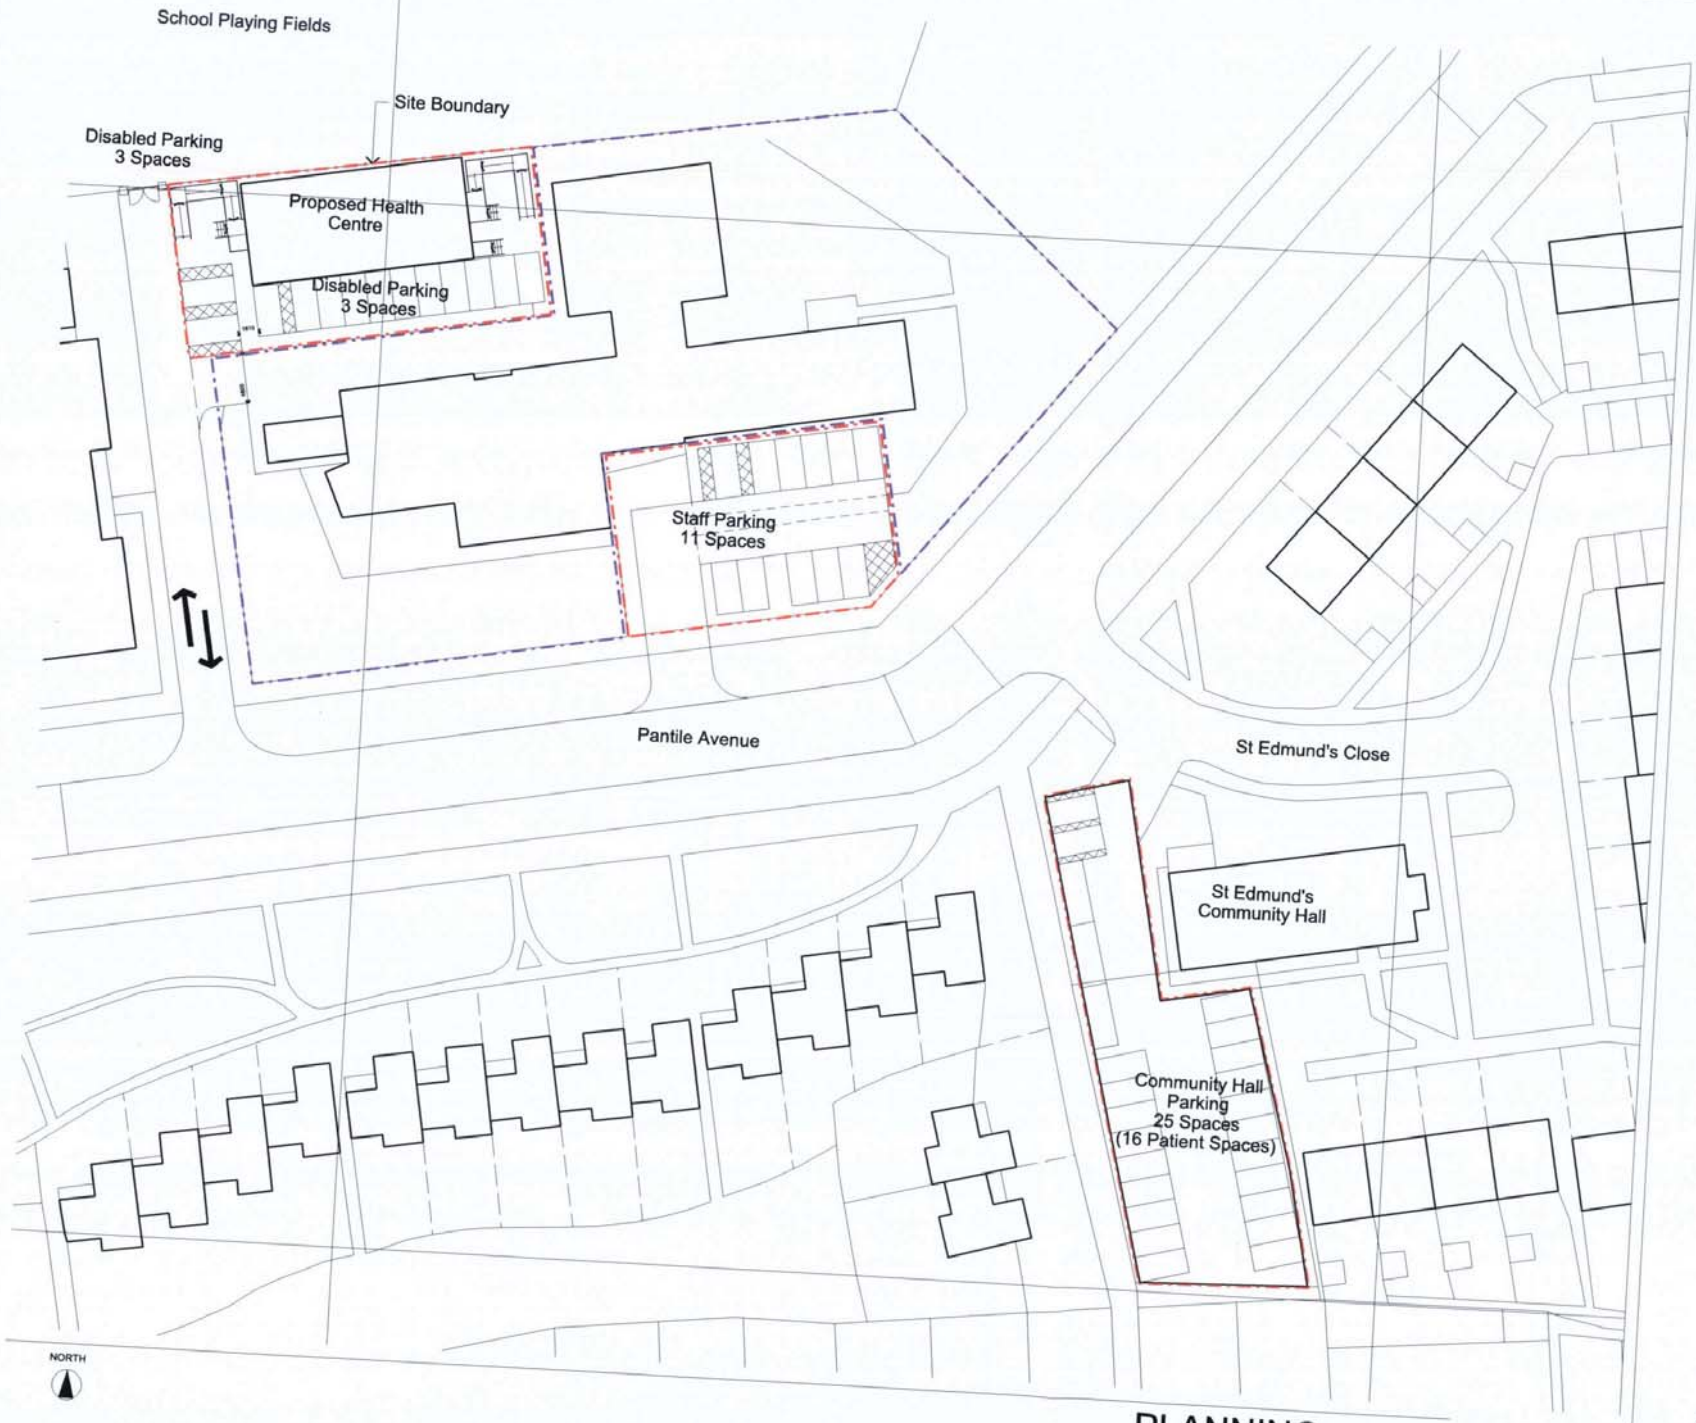 School Playing Fields
Site Boundary
Disabled Parking
3 Spaces
Proposed Health
Centre
Disabled Parking
3 Spaces
Staff Parking
11 Spaces
Pantile Avenue
St Edmund's Close
St Edmund's
Community Hall
Community Hall
Parking
25 Spaces
(16 Patient Spaces)
NORTH